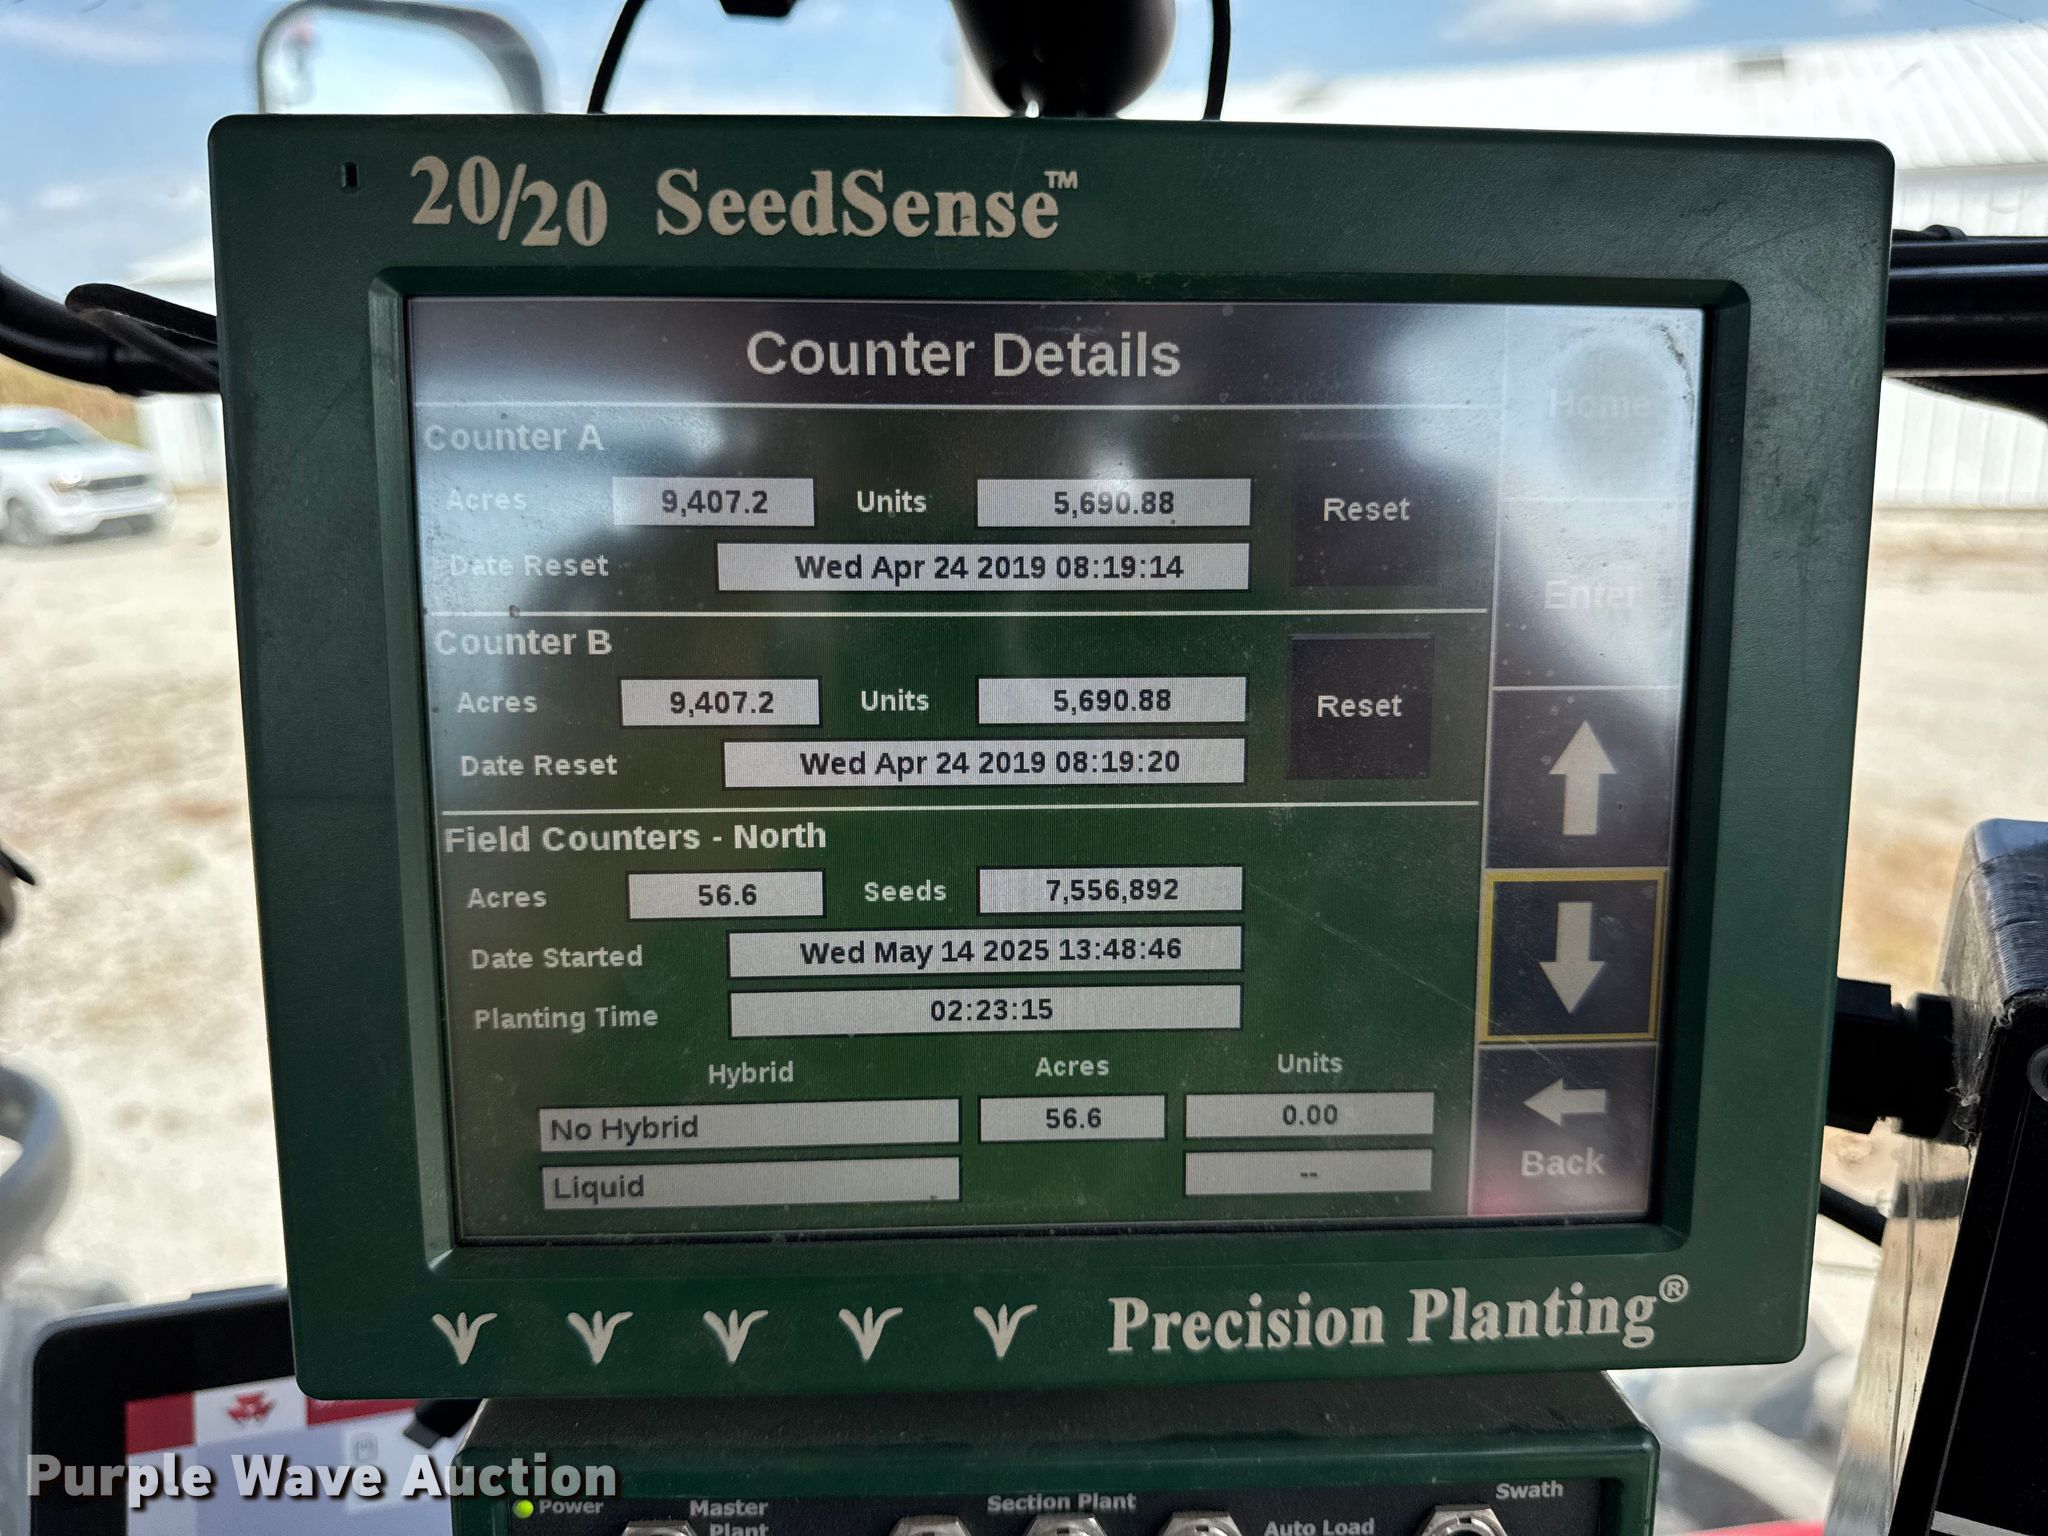 20/20 SeedSense™
Counter Details
Home
Counter A
Acres 9,407.2 Units 5,690.88 Reset
Date Reset Wed Apr 24 2019 08:19:14
Enter
Counter B
Acres 9,407.2 Units 5,690.88 Reset
Date Reset Wed Apr 24 2019 08:19:20
Field Counters - North
Acres 56.6 Seeds 7,556,892
Date Started Wed May 14 2025 13:48:46
Planting Time 02:23:15
Hybrid Acres Units
No Hybrid 56.6 0.00
Liquid --
Back
Precision Planting®
Purple Wave Auction
Power Master Plant Section Plant Auto Load Swath